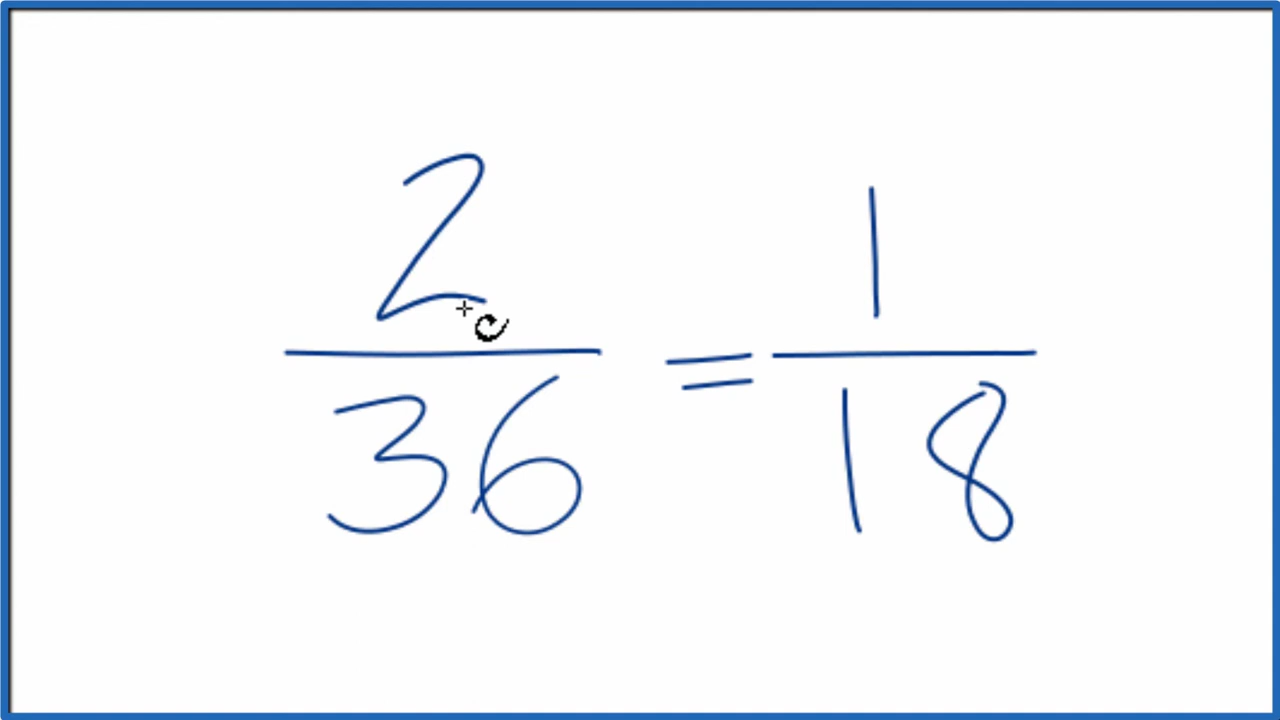 2/36 = 1/18